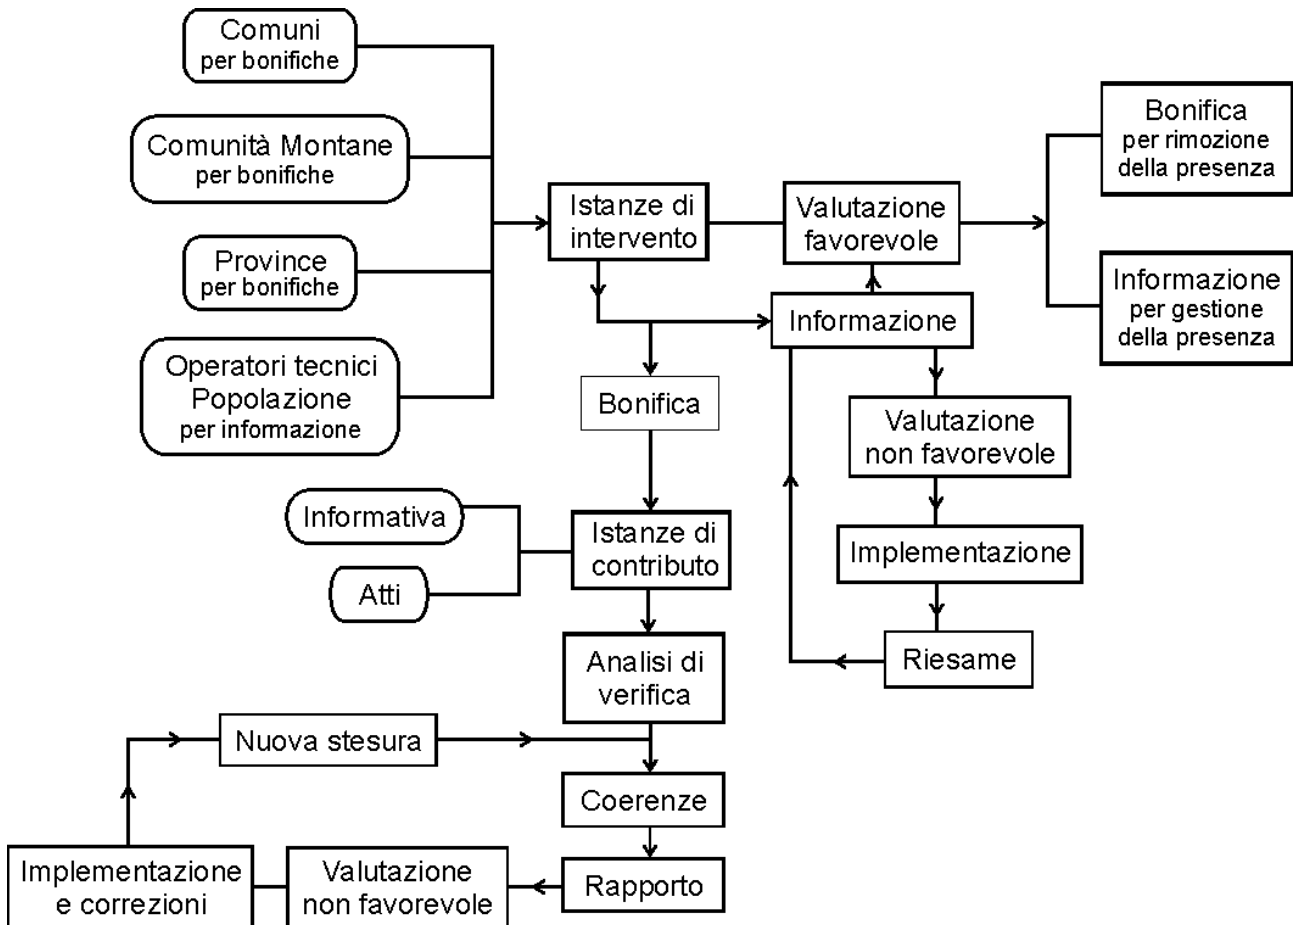 Comuni
per bonifiche
Comunità Montane
per bonifiche
Province
per bonifiche
Operatori tecnici
Popolazione
per informazione
Istanze di
intervento
Valutazione
favorevole
Bonifica
per rimozione
della presenza
Informazione
per gestione
della presenza
Informazione
Bonifica
Valutazione
non favorevole
Informativa
Atti
Istanze di
contributo
Implementazione
Riesame
Analisi di
verifica
Nuova stesura
Coerenze
Implementazione
e correzioni
Valutazione
non favorevole
Rapporto